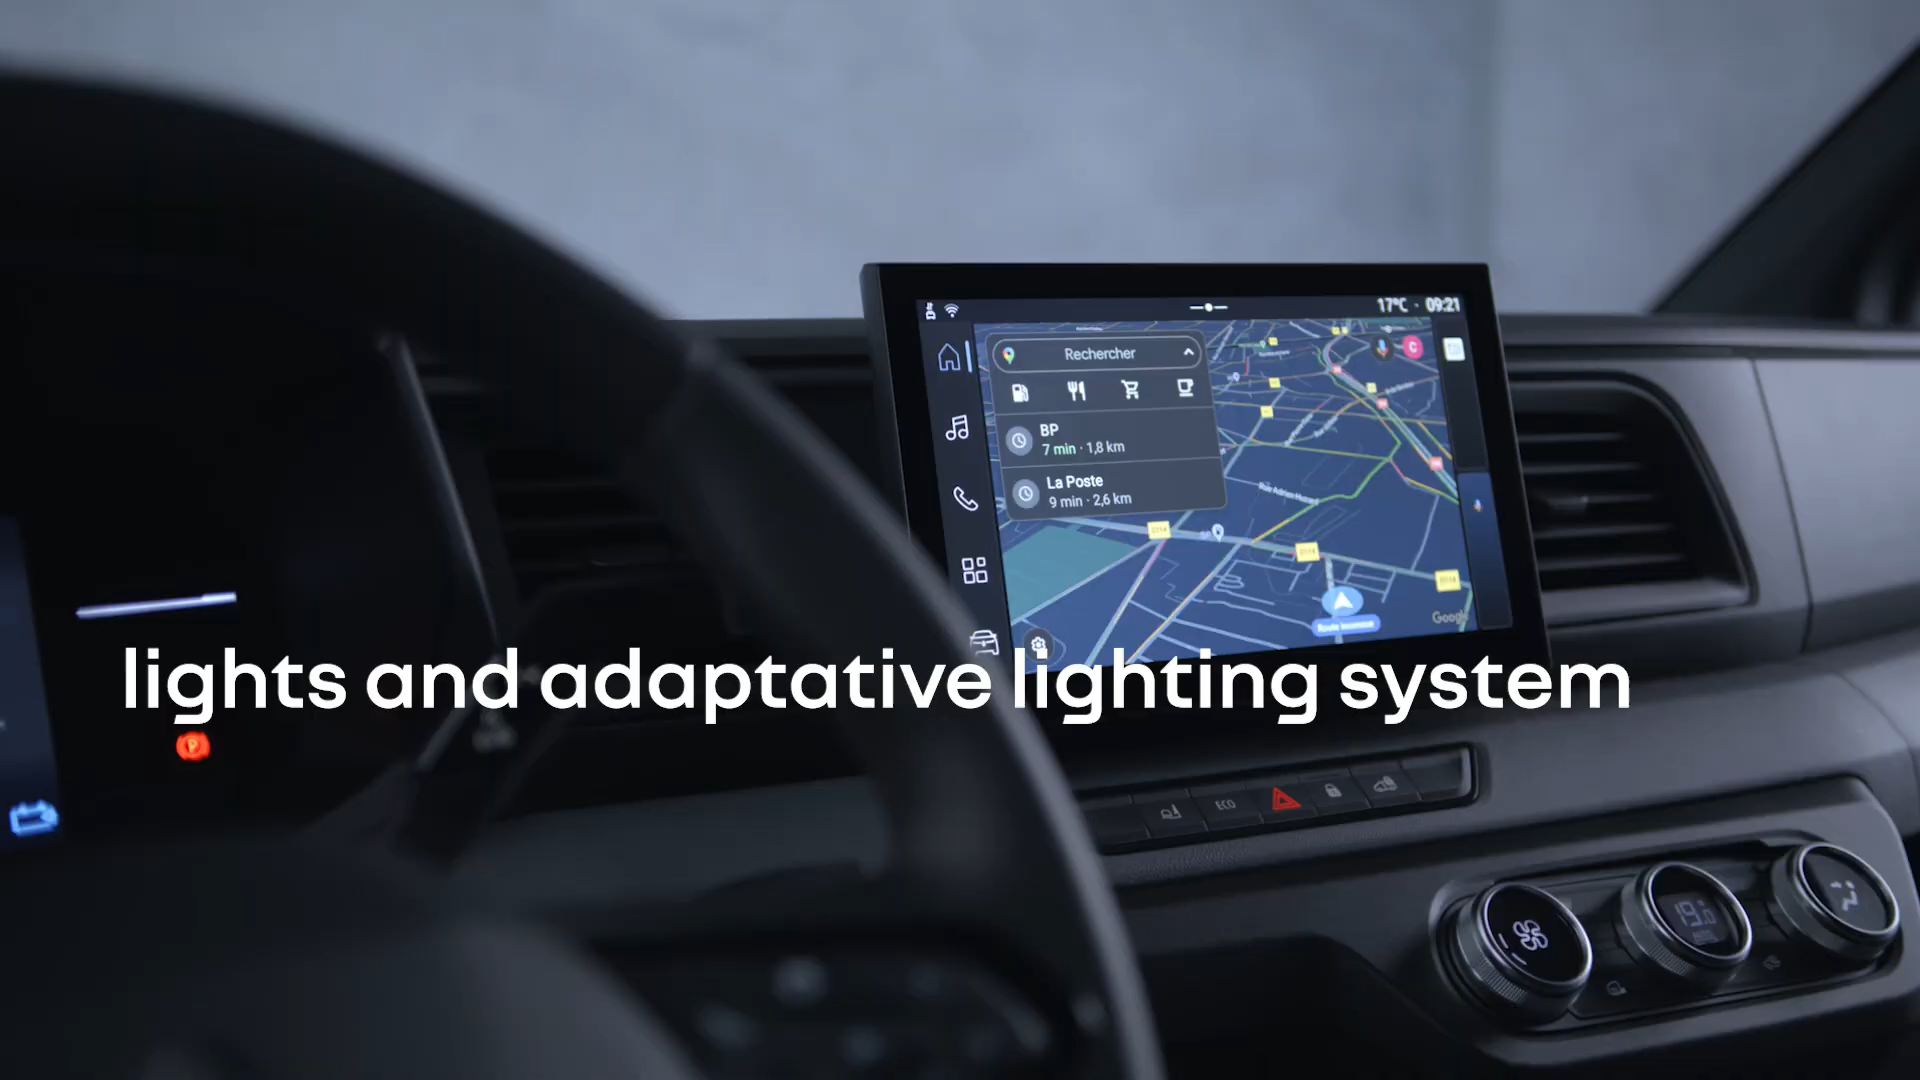 17°C · 09:21
Rechercher
BP
7 min · 1,8 km
La Poste
9 min · 2,6 km
Google
lights and adaptative lighting system
P
ECO